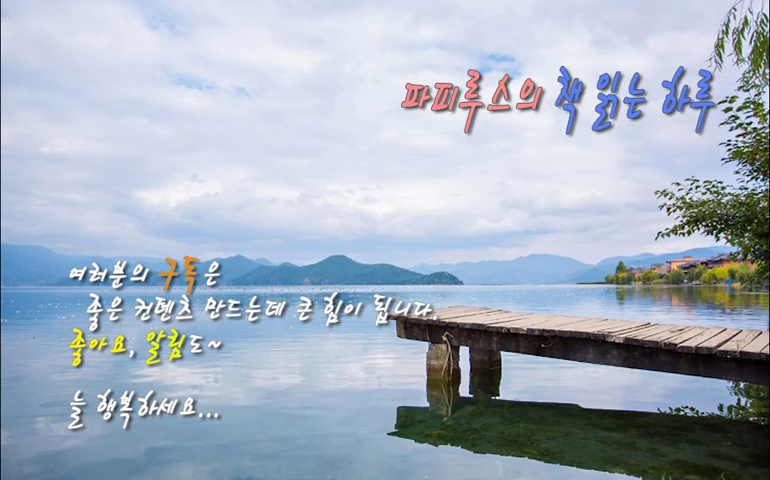 파피루스의 책 읽는 하루
여러분의 구독은
좋은 컨텐츠 만드는데 큰 힘이 됩니다.
좋아요, 알림도~
늘 행복하세요...